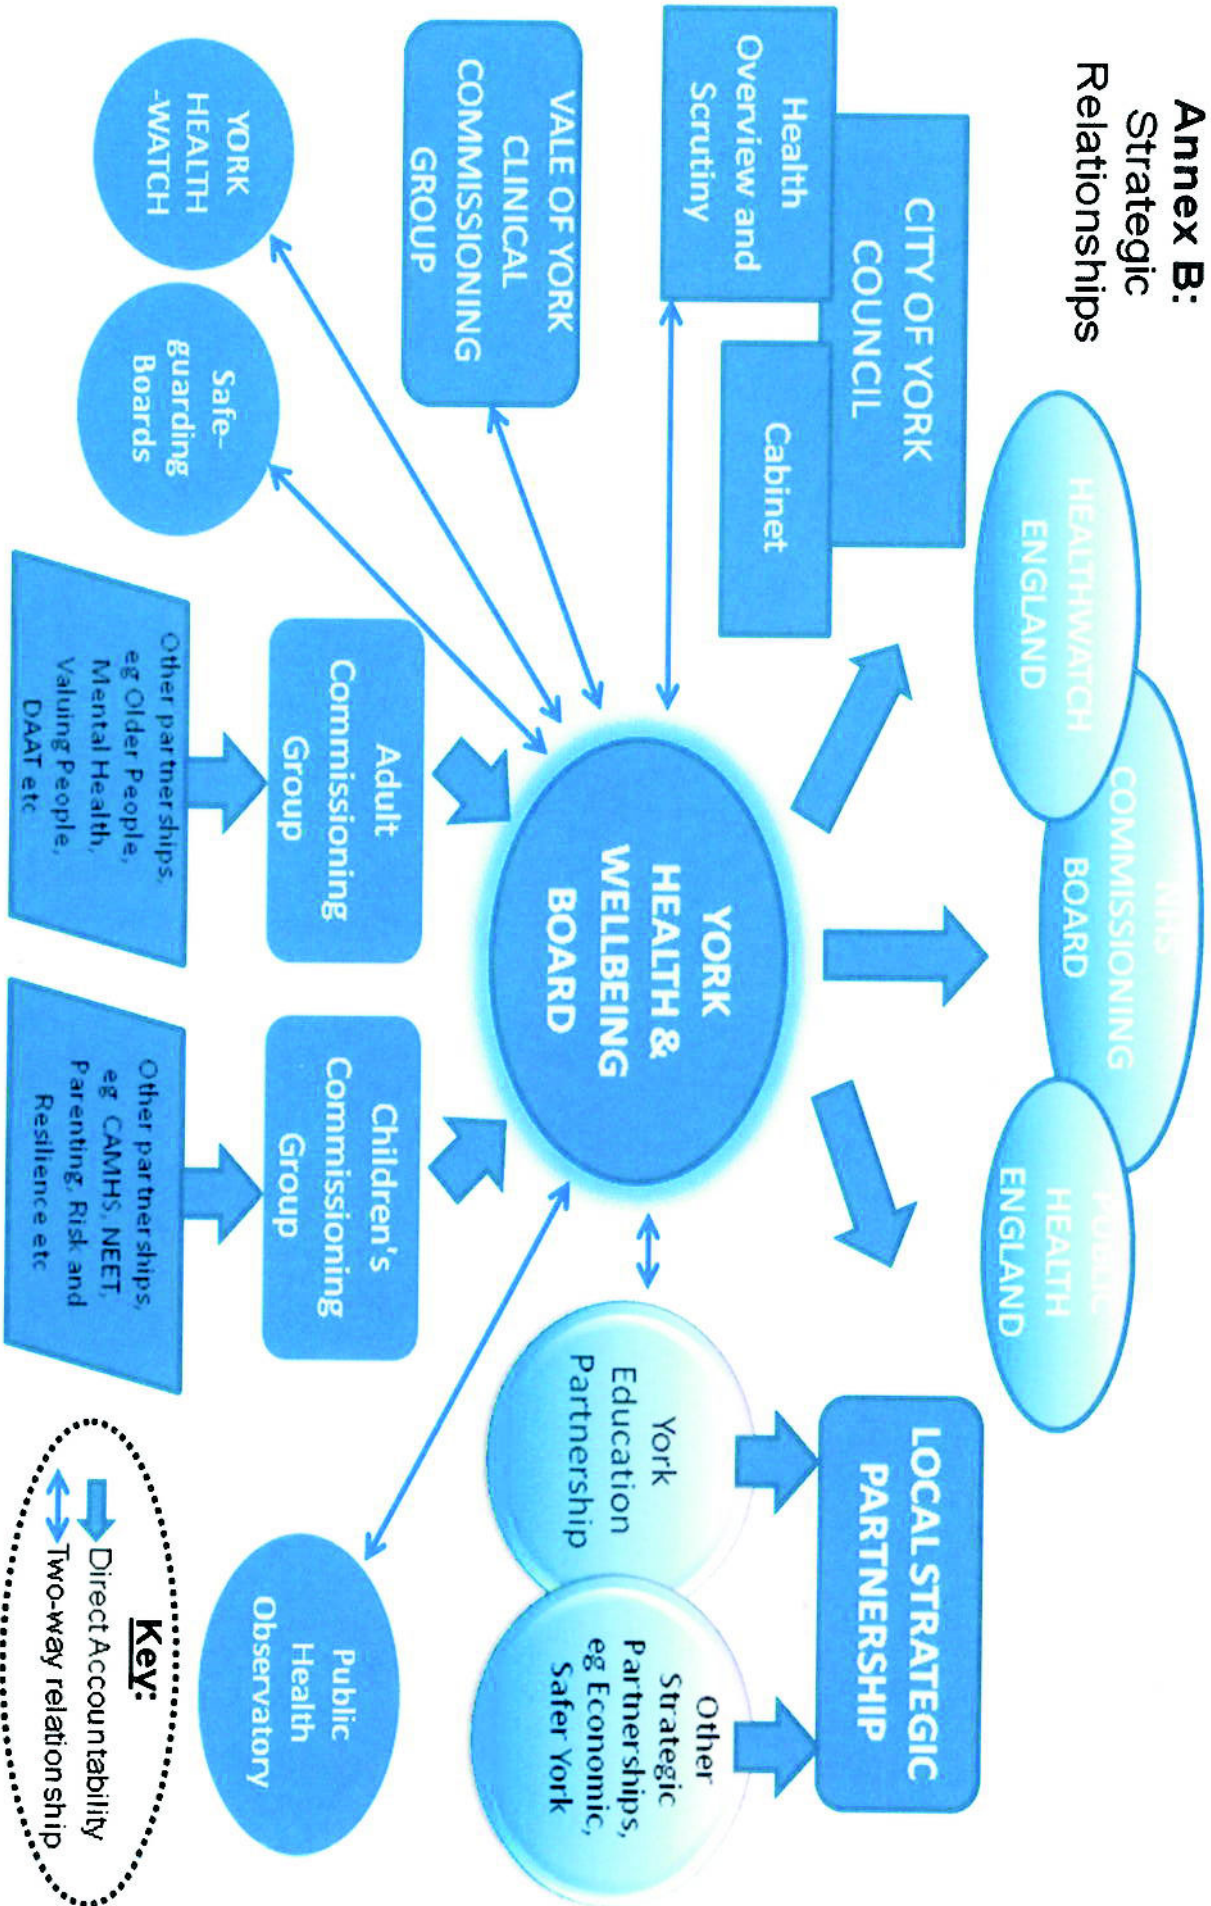 Annex B:
Strategic
Relationships
HEALTHWATCH
ENGLAND
NHS
COMMISSIONING
BOARD
PUBLIC
HEALTH
ENGLAND
CITY OF YORK
COUNCIL
Health
Overview and
Scrutiny
Cabinet
LOCAL STRATEGIC
PARTNERSHIP
VALE OF YORK
CLINICAL
COMMISSIONING
GROUP
YORK
HEALTH &
WELLBEING
BOARD
York
Education
Partnership
Other
Strategic
Partnerships,
eg Economic,
Safer York
YORK
HEALTH
-WATCH
Safe-
guarding
Boards
Adult
Commissioning
Group
Children's
Commissioning
Group
Public
Health
Observatory
Other partnerships,
eg Older People,
Mental Health,
Valuing People,
DAAT etc
Other partnerships,
eg CAMHS, NEET,
Parenting, Risk and
Resilience etc
Key:
Direct Accountability
Two-way relationship